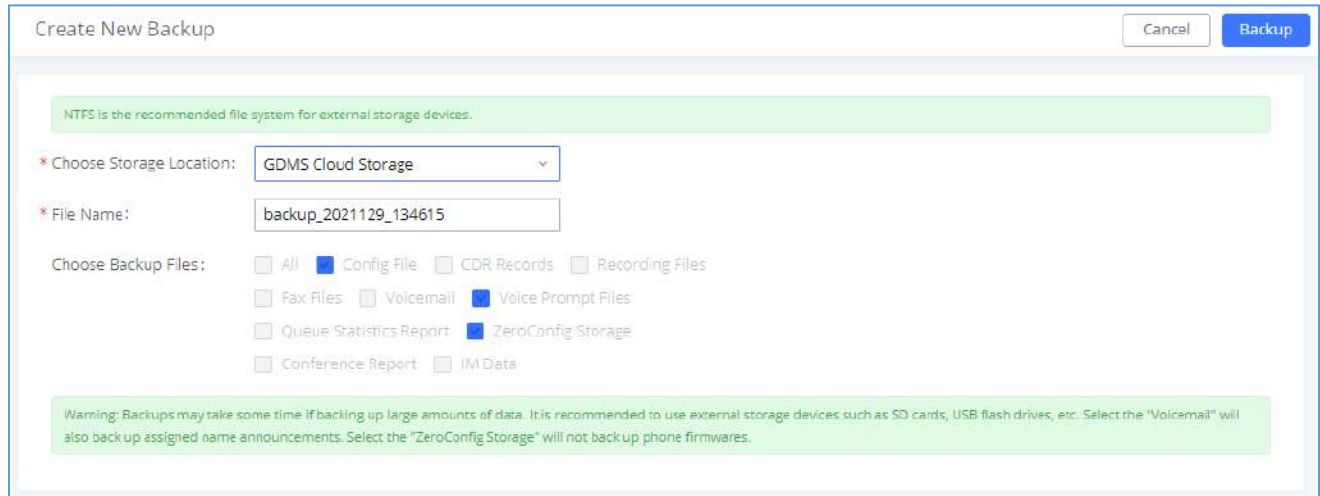 Create New Backup Cancel Backup
NTFS is the recommended file system for external storage devices.
* Choose Storage Location: GDMS Cloud Storage
* File Name: backup_2021129_134615
Choose Backup Files: All Config File CDR Records Recording Files
Fax Files Voicemail Voice Prompt Files
Queue Statistics Report ZeroConfig Storage
Conference Report IM Data
Warning: Backups may take some time if backing up large amounts of data. It is recommended to use external storage devices such as SD cards, USB flash drives, etc. Select the "Voicemail" will
also back up assigned name announcements. Select the "ZeroConfig Storage" will not back up phone firmwares.